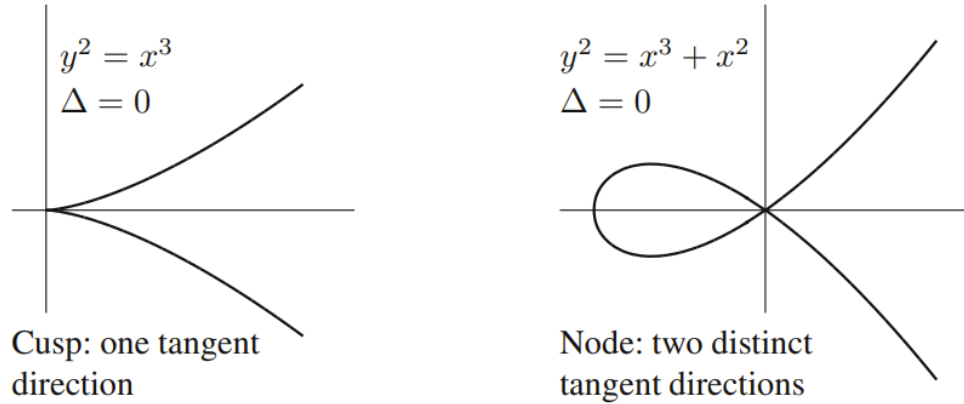 y² = x³
Δ = 0
Cusp: one tangent
direction
y² = x³ + x²
Δ = 0
Node: two distinct
tangent directions